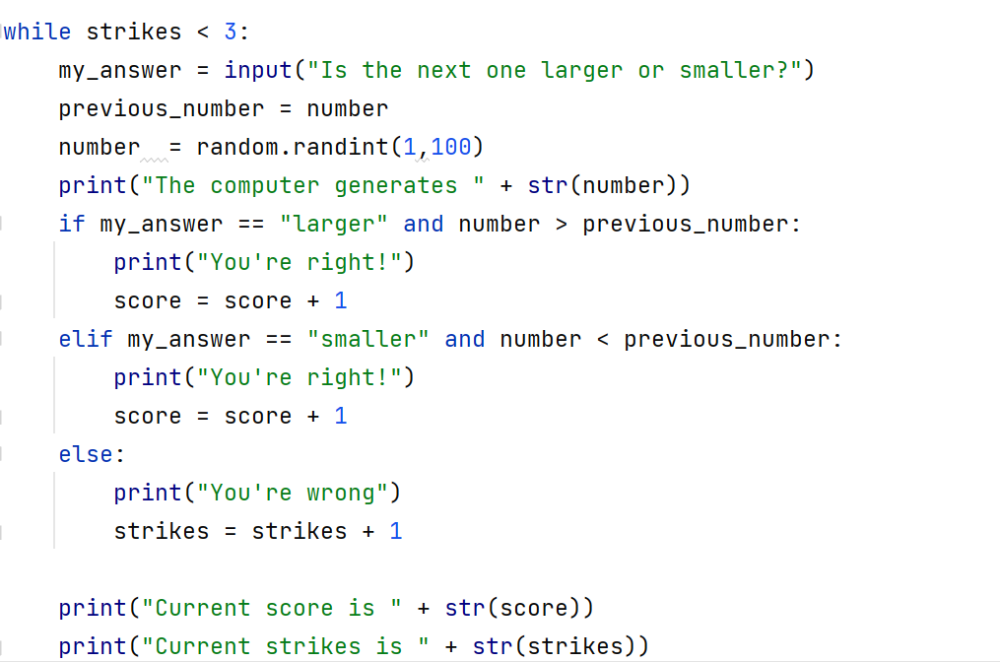 while strikes < 3:
    my_answer = input("Is the next one larger or smaller?")
    previous_number = number
    number  = random.randint(1,100)
    print("The computer generates " + str(number))
    if my_answer == "larger" and number > previous_number:
        print("You're right!")
        score = score + 1
    elif my_answer == "smaller" and number < previous_number:
        print("You're right!")
        score = score + 1
    else:
        print("You're wrong")
        strikes = strikes + 1

    print("Current score is " + str(score))
    print("Current strikes is " + str(strikes))